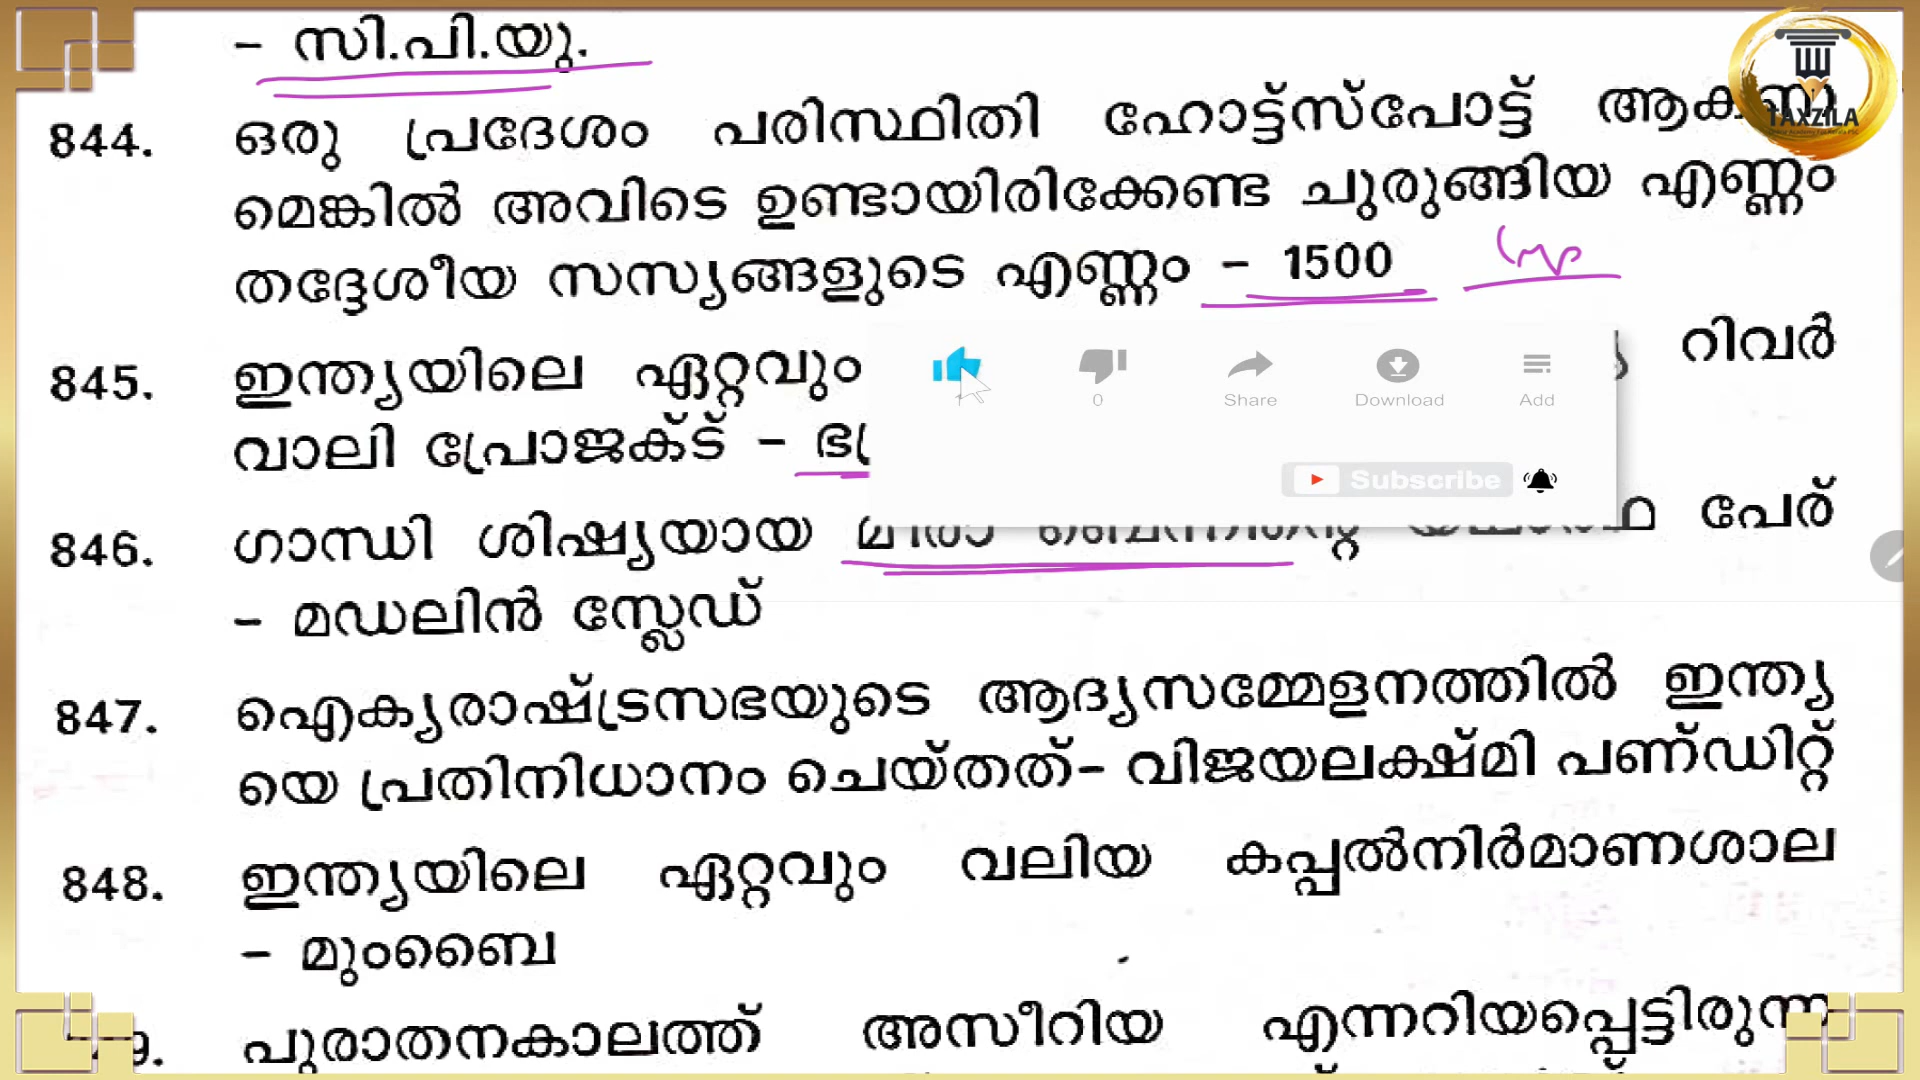 - സി.പി.യു.
844. ഒരു പ്രദേശം പരിസ്ഥിതി ഹോട്ട്സ്പോട്ട് ആകണ
മെങ്കിൽ അവിടെ ഉണ്ടായിരിക്കേണ്ട ചുരുങ്ങിയ എണ്ണം
തദ്ദേശീയ സസ്യങ്ങളുടെ എണ്ണം - 1500
845. ഇന്ത്യയിലെ ഏറ്റവും റിവർ
വാലി പ്രോജക്ട് -
846. ഗാന്ധി ശിഷ്യയായ മീരാ ബെന്നിന്റെ യഥാർത്ഥ പേര്
- മഡലിൻ സ്ലേഡ്
847. ഐക്യരാഷ്ട്രസഭയുടെ ആദ്യസമ്മേളനത്തിൽ ഇന്ത്യ
യെ പ്രതിനിധാനം ചെയ്തത്- വിജയലക്ഷ്മി പണ്ഡിറ്റ്
848. ഇന്ത്യയിലെ ഏറ്റവും വലിയ കപ്പൽനിർമാണശാല
- മുംബൈ
പുരാതനകാലത്ത് അസീറിയ എന്നറിയപ്പെട്ടിരുന്ന
TAXZILA
0 Share Download Add
Subscribe